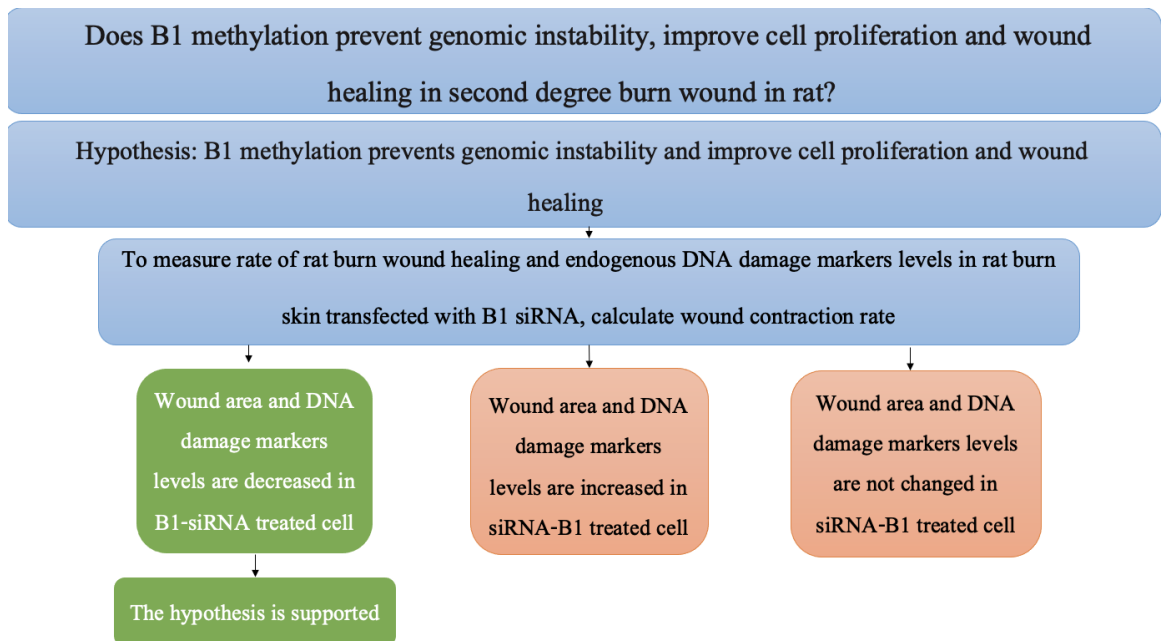 Does B1 methylation prevent genomic instability, improve cell proliferation and wound
healing in second degree burn wound in rat?
Hypothesis: B1 methylation prevents genomic instability and improve cell proliferation and wound
healing
To measure rate of rat burn wound healing and endogenous DNA damage markers levels in rat burn
skin transfected with B1 siRNA, calculate wound contraction rate
Wound area and DNA
damage markers
levels are decreased in
B1-siRNA treated cell
Wound area and DNA
damage markers
levels are increased in
siRNA-B1 treated cell
Wound area and DNA
damage markers levels
are not changed in
siRNA-B1 treated cell
The hypothesis is supported